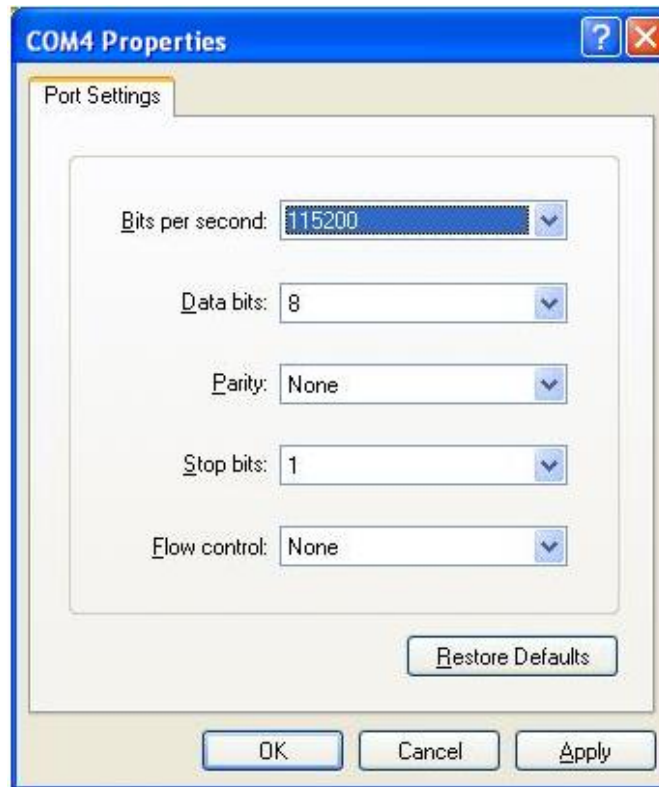 COM4 Properties
Port Settings
Bits per second: 115200
Data bits: 8
Parity: None
Stop bits: 1
Flow control: None
Restore Defaults
OK Cancel Apply